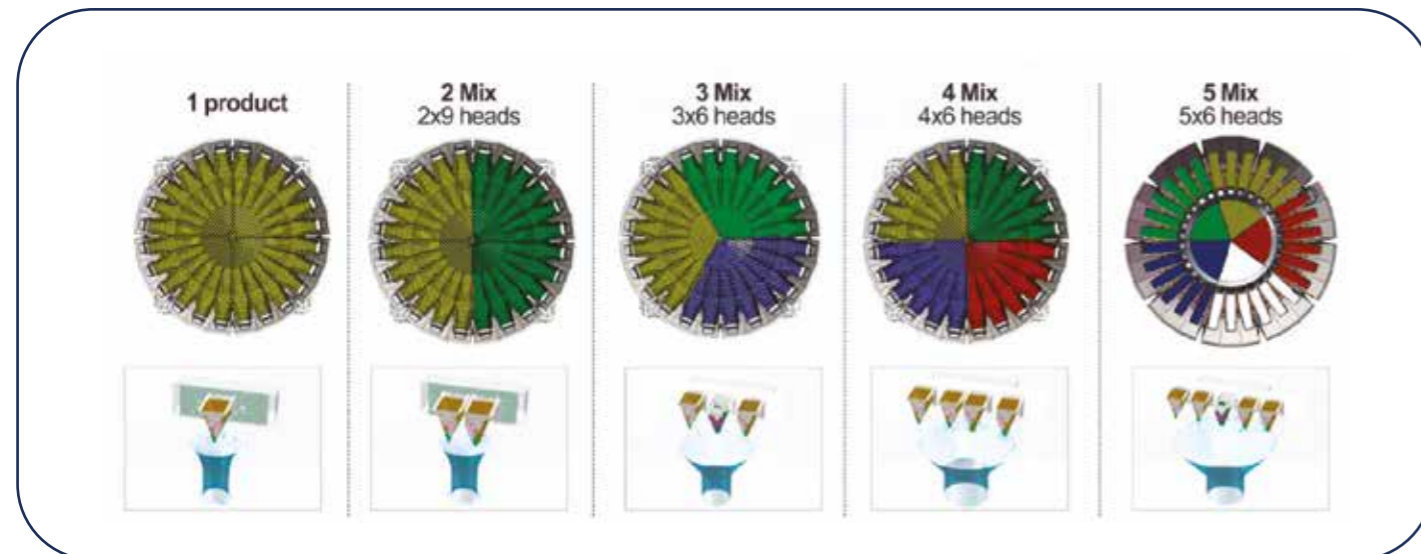 1 product
2 Mix
2x9 heads
3 Mix
3x6 heads
4 Mix
4x6 heads
5 Mix
5x6 heads